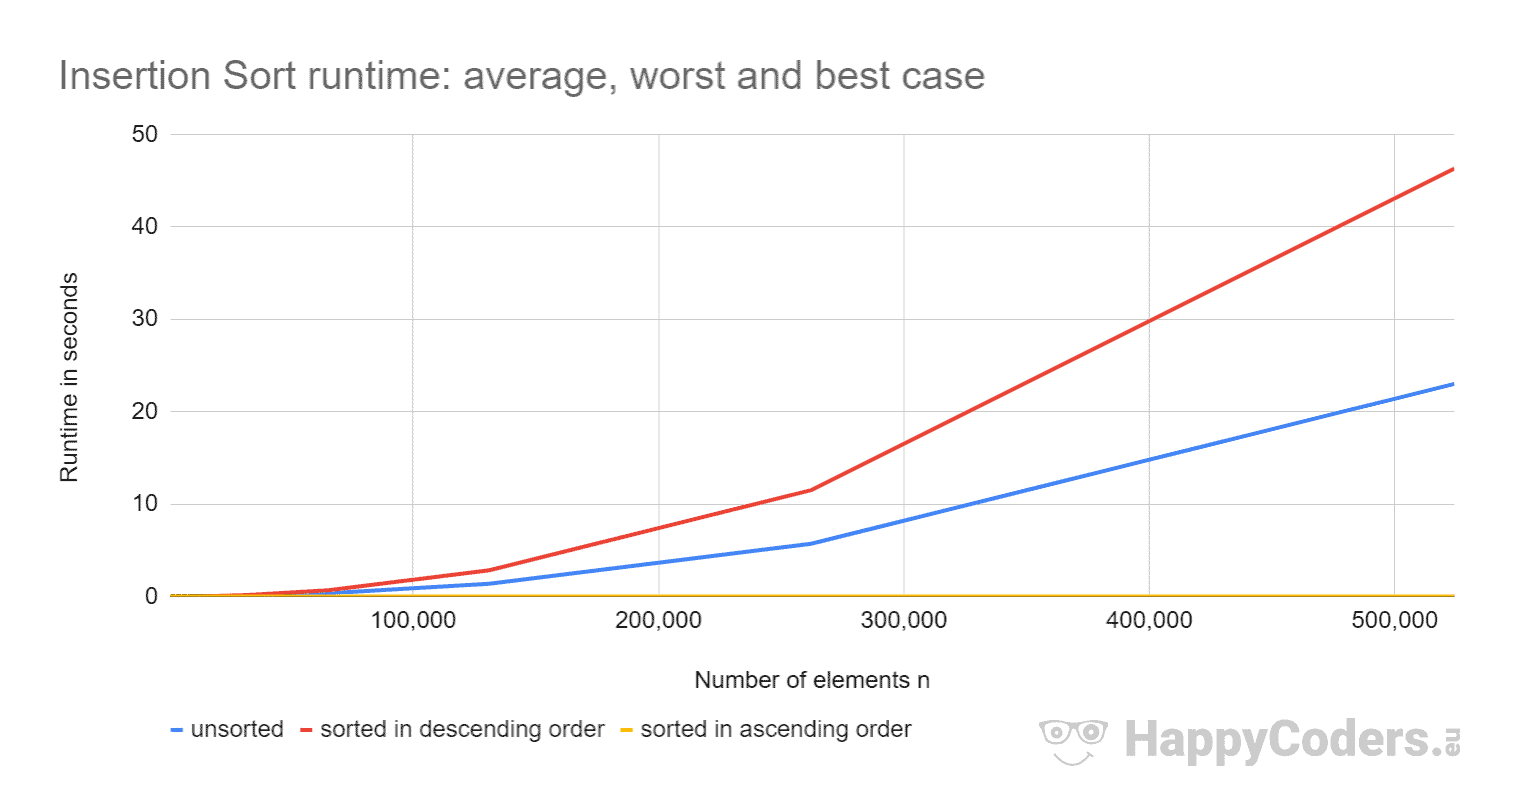 Insertion Sort runtime: average, worst and best case
50
40
30
20
10
0
Runtime in seconds
100,000 200,000 300,000 400,000 500,000
Number of elements n
unsorted sorted in descending order sorted in ascending order
HappyCoders.eu